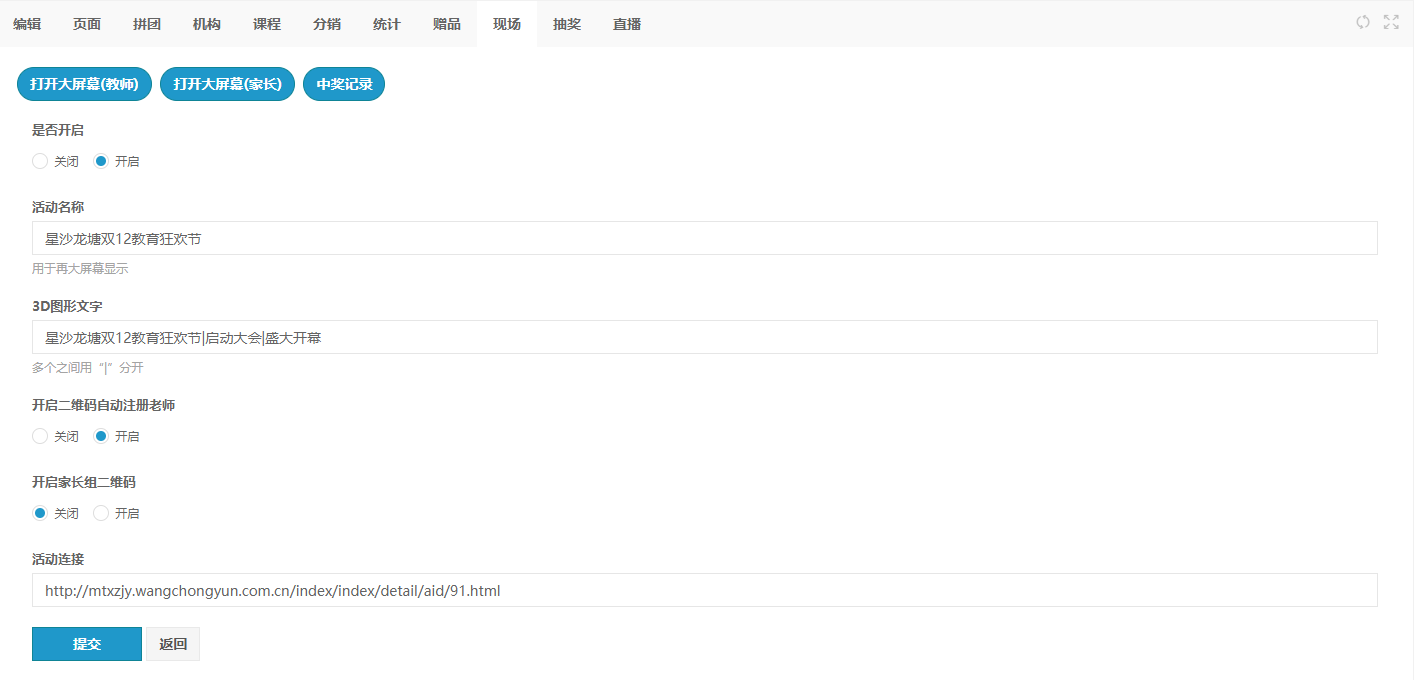 编辑 页面 拼团 机构 课程 分销 统计 赠品 现场 抽奖 直播
打开大屏幕(教师) 打开大屏幕(家长) 中奖记录
是否开启
关闭 开启
活动名称
星沙龙塘双12教育狂欢节
用于再大屏幕显示
3D图形文字
星沙龙塘双12教育狂欢节|启动大会|盛大开幕
多个之间用“|”分开
开启二维码自动注册老师
关闭 开启
开启家长组二维码
关闭 开启
活动连接
http://mtxzjy.wangchongyun.com.cn/index/index/detail/aid/91.html
提交 返回